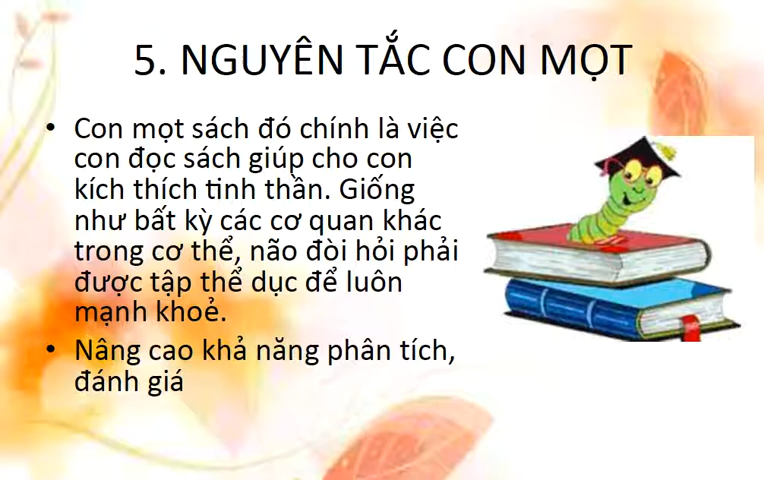 5. NGUYÊN TẮC CON MỌT
• Con mọt sách đó chính là việc
con đọc sách giúp cho con
kích thích tinh thần. Giống
như bất kỳ các cơ quan khác
trong cơ thể, não đòi hỏi phải
được tập thể dục để luôn
mạnh khoẻ.
• Nâng cao khả năng phân tích,
đánh giá